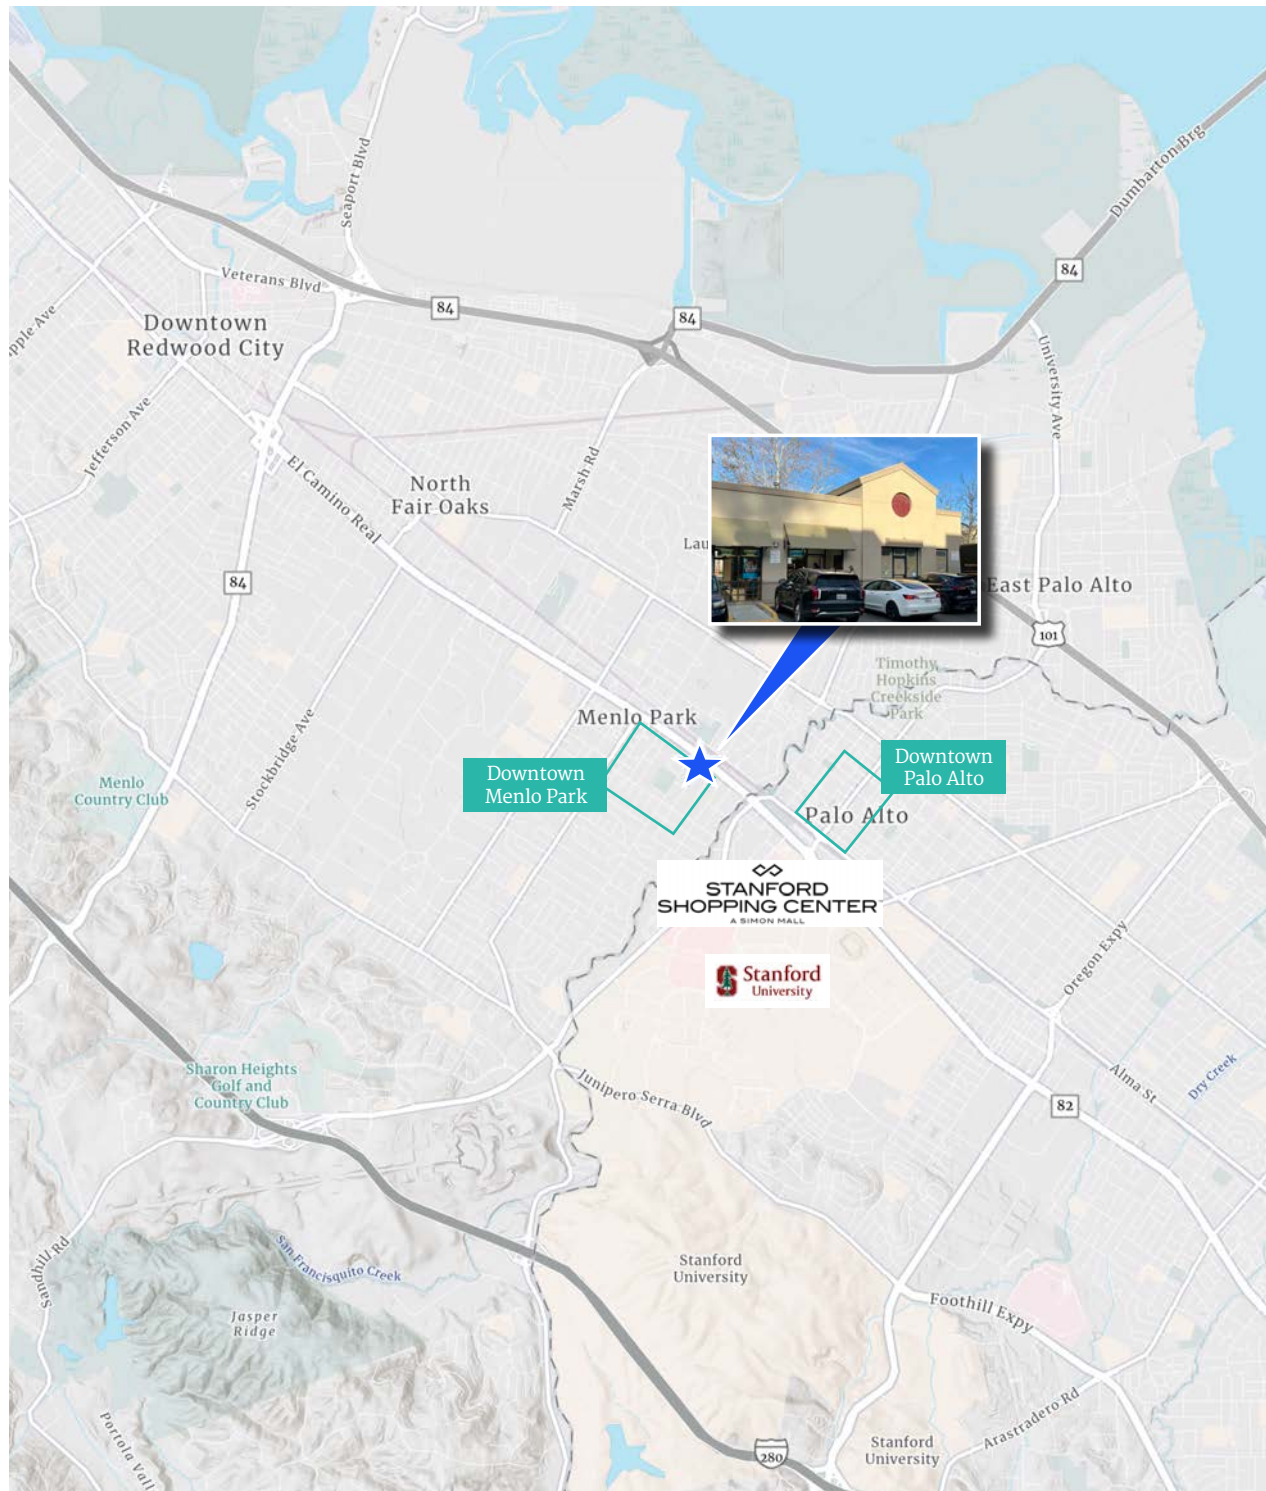 Seaport Blvd
Dumbarton Brg
84
Veterans Blvd
84
84
Downtown
Redwood City
University Ave
Jefferson Ave
El Camino Real
North
Fair Oaks
Marsh Rd
Lau
84
East Palo Alto
101
Timothy
Hopkins
Creekside
Park
Menlo Park
Stockbridge Ave
Downtown
Menlo Park
Downtown
Palo Alto
Menlo
Country Club
Palo Alto
STANFORD
SHOPPING CENTER
A SIMON MALL
Stanford
University
Oregon Expy
Sharon Heights
Golf and
Country Club
Junipero Serra Blvd
Alma St
Dry Creek
82
Sandhill Rd
San Francisquito Creek
Stanford
University
Jasper
Ridge
Foothill Expy
Portola Vall
Arastradero Rd
Stanford
University
280